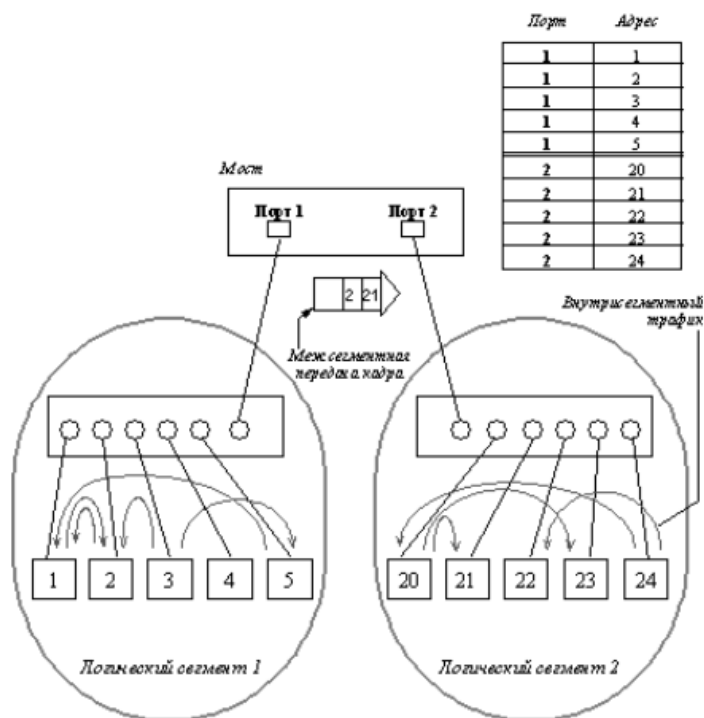 Порт Адрес
1 1
1 2
1 3
1 4
1 5
2 20
2 21
2 22
2 23
2 24
Мост
Порт 1 Порт 2
2 21
Межсегментная
передача кадра
Внутрисегментный
трафик
1 2 3 4 5
20 21 22 23 24
Логический сегмент 1
Логический сегмент 2